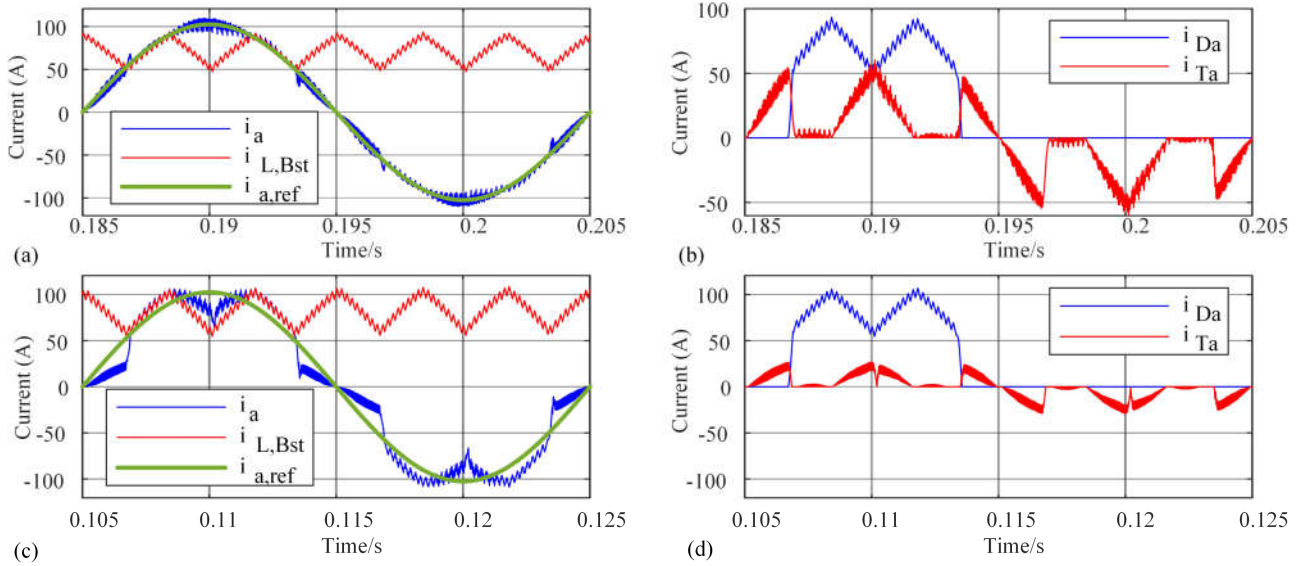 100
50
0
-50
-100
Current (A)
i a
i L,Bst
i a,ref
0.185
0.19
0.195
0.2
0.205
Time/s
(a)
100
50
0
-50
Current (A)
i Da
i Ta
0.185
0.19
0.195
0.2
0.205
Time/s
(b)
100
50
0
-50
-100
Current (A)
i a
i L,Bst
i a,ref
0.105
0.11
0.115
0.12
0.125
Time/s
(c)
100
50
0
-50
-100
Current (A)
i Da
i Ta
0.105
0.11
0.115
0.12
0.125
Time/s
(d)